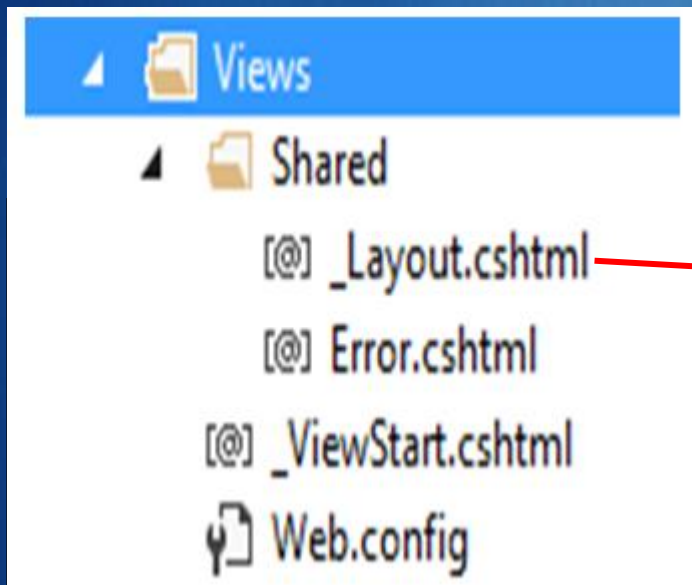 Views
Shared
[@] _Layout.cshtml
[@] Error.cshtml
[@] _ViewStart.cshtml
Web.config